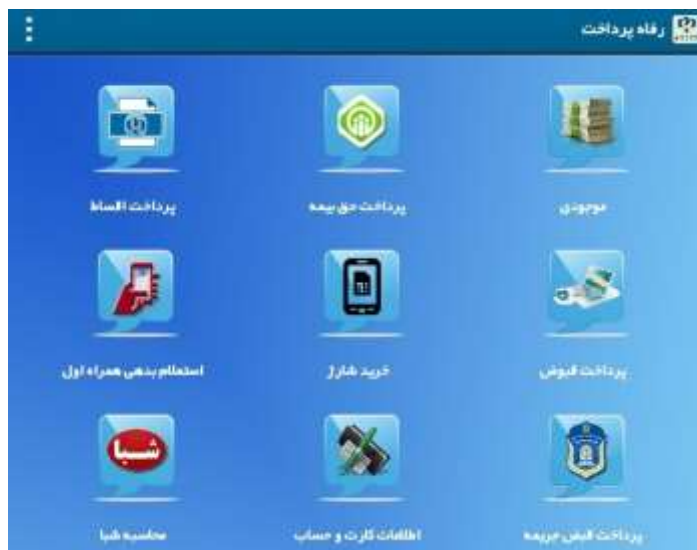 رفاه پرداخت
موجودی
پرداخت حق بیمه
پرداخت اقساط
پرداخت قبوض
خرید شارژ
استعلام بدهی همراه اول
شبا
پرداخت قبض جریمه
اطلاعات کارت و حساب
محاسبه شبا